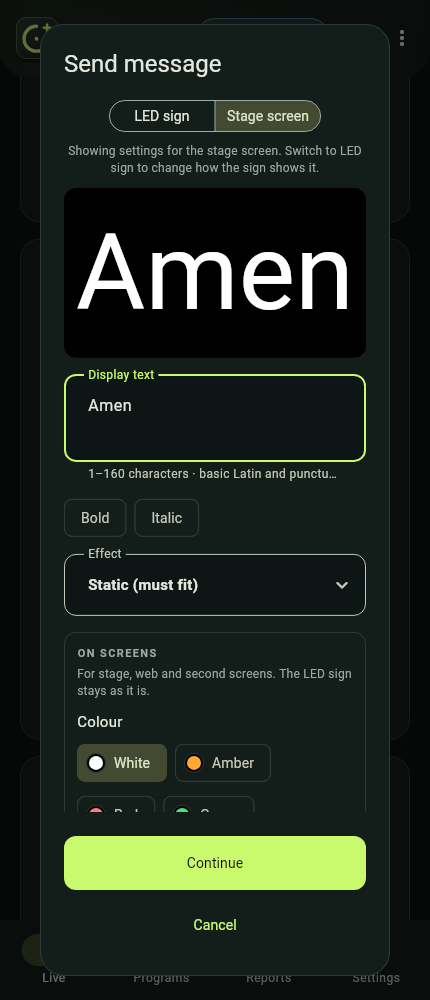 Send message
LED sign
Stage screen
Showing settings for the stage screen. Switch to LED
sign to change how the sign shows it.
Amen
Display text
Amen
1–160 characters · basic Latin and punctu…
Bold
Italic
Effect
Static (must fit)
ON SCREENS
For stage, web and second screens. The LED sign
stays as it is.
Colour
White
Amber
Continue
Cancel
Live
Programs
Reports
Settings